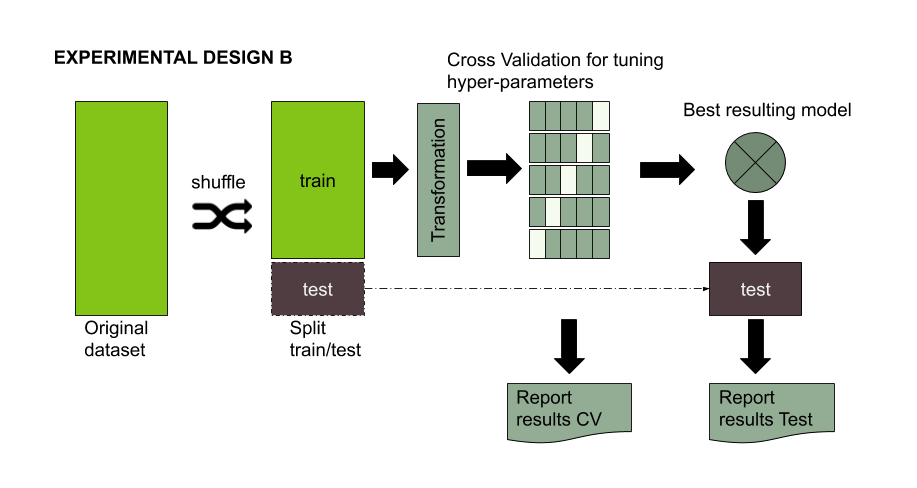 EXPERIMENTAL DESIGN B
Cross Validation for tuning
hyper-parameters
Best resulting model
shuffle
train
Transformation
test
test
Original
dataset
Split
train/test
Report
results CV
Report
results Test